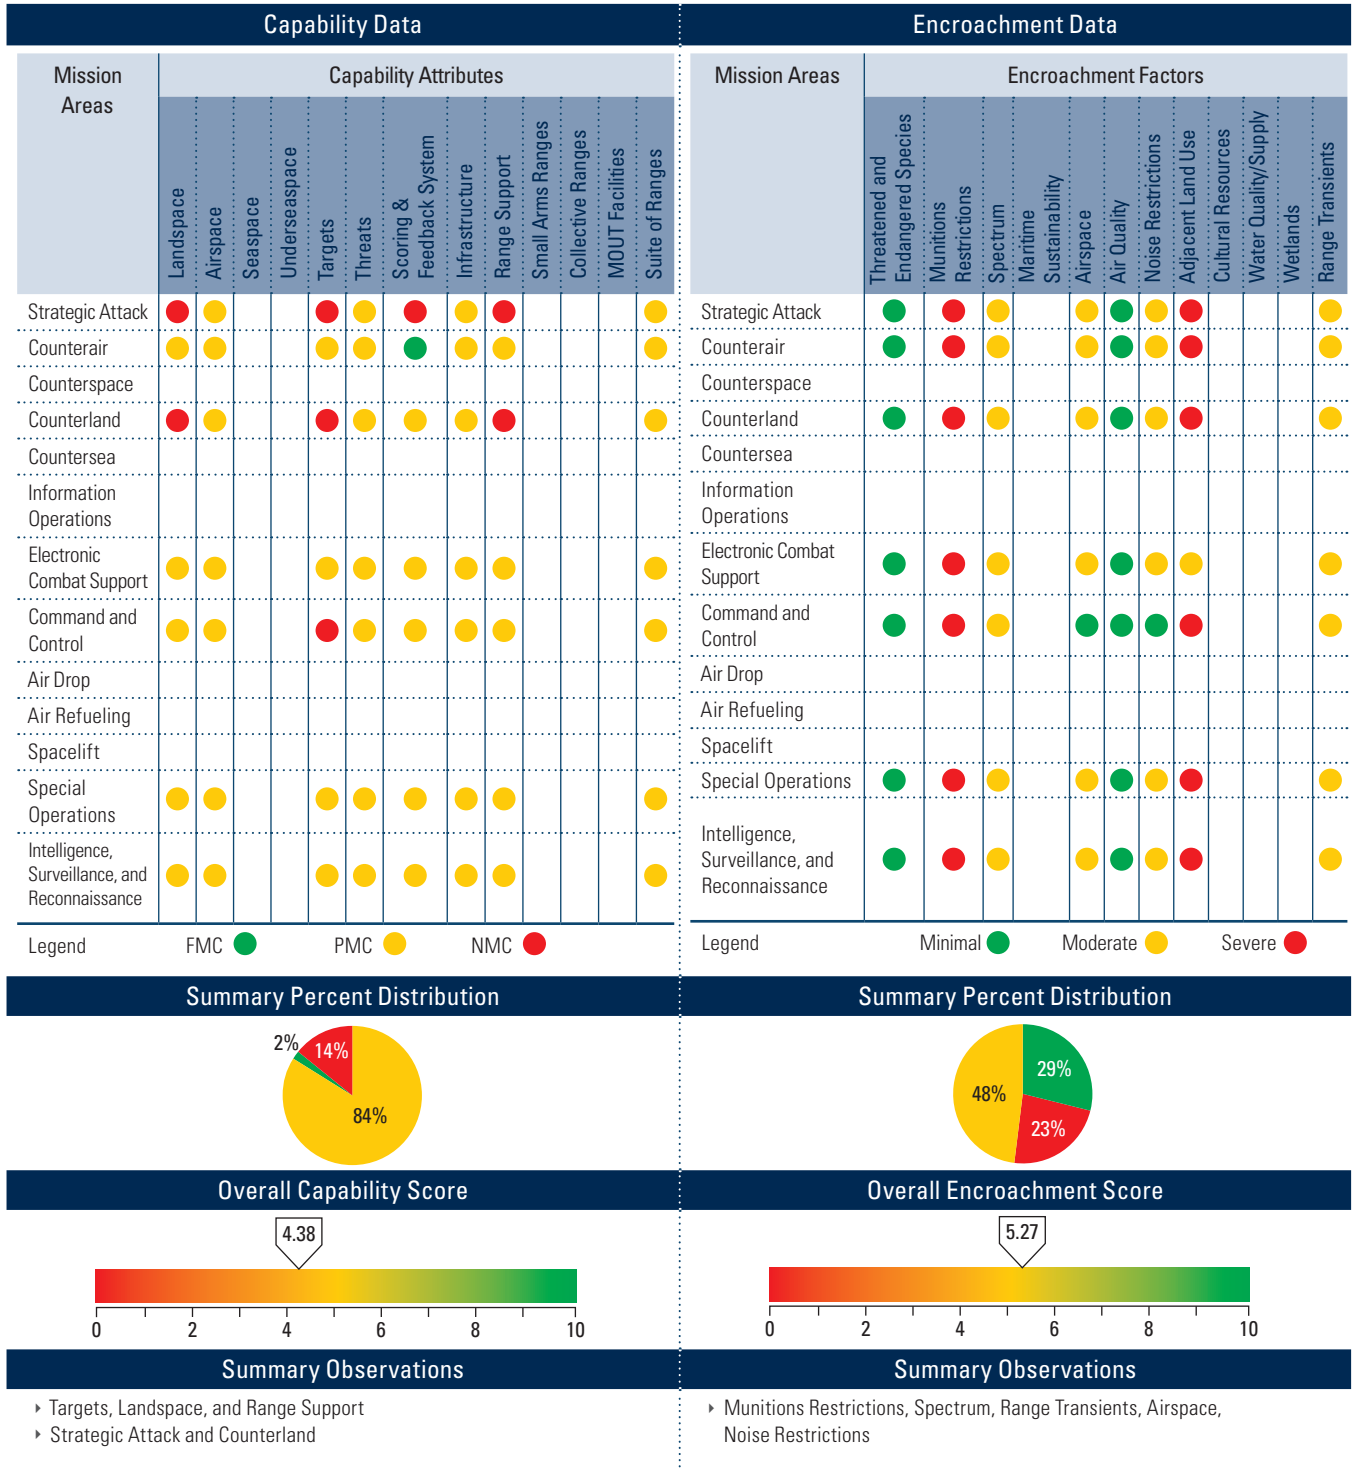 Capability Data
Mission
Areas
Capability Attributes
Landspace
Airspace
Seaspace
Underseaspace
Targets
Threats
Scoring &
Feedback System
Infrastructure
Range Support
Small Arms Ranges
Collective Ranges
MOUT Facilities
Suite of Ranges
Strategic Attack
Counterair
Counterspace
Counterland
Countersea
Information
Operations
Electronic
Combat Support
Command and
Control
Air Drop
Air Refueling
Spacelift
Special
Operations
Intelligence,
Surveillance, and
Reconnaissance
Legend
FMC
PMC
NMC
Summary Percent Distribution
2%
14%
84%
Overall Capability Score
4.38
0 2 4 6 8 10
Summary Observations
Targets, Landspace, and Range Support
Strategic Attack and Counterland
Encroachment Data
Mission Areas
Encroachment Factors
Threatened and
Endangered Species
Munitions
Restrictions
Spectrum
Maritime
Sustainability
Airspace
Air Quality
Noise Restrictions
Adjacent Land Use
Cultural Resources
Water Quality/Supply
Wetlands
Range Transients
Strategic Attack
Counterair
Counterspace
Counterland
Countersea
Information
Operations
Electronic Combat
Support
Command and
Control
Air Drop
Air Refueling
Spacelift
Special Operations
Intelligence,
Surveillance, and
Reconnaissance
Legend
Minimal
Moderate
Severe
Summary Percent Distribution
29%
48%
23%
Overall Encroachment Score
5.27
0 2 4 6 8 10
Summary Observations
Munitions Restrictions, Spectrum, Range Transients, Airspace,
Noise Restrictions